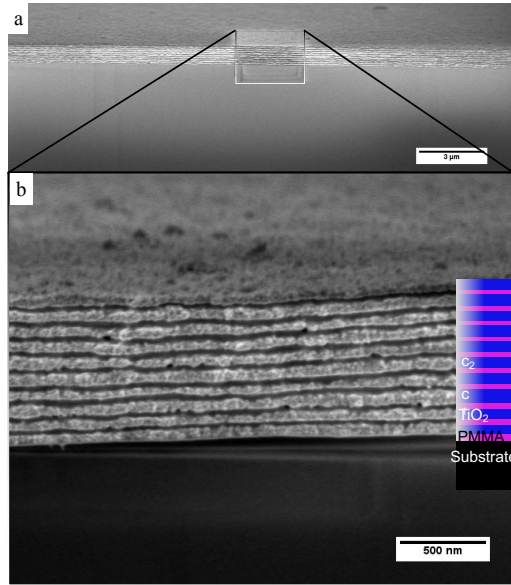 a
3 µm
b
c₂
c
TiO₂
PMMA
Substrate
500 nm